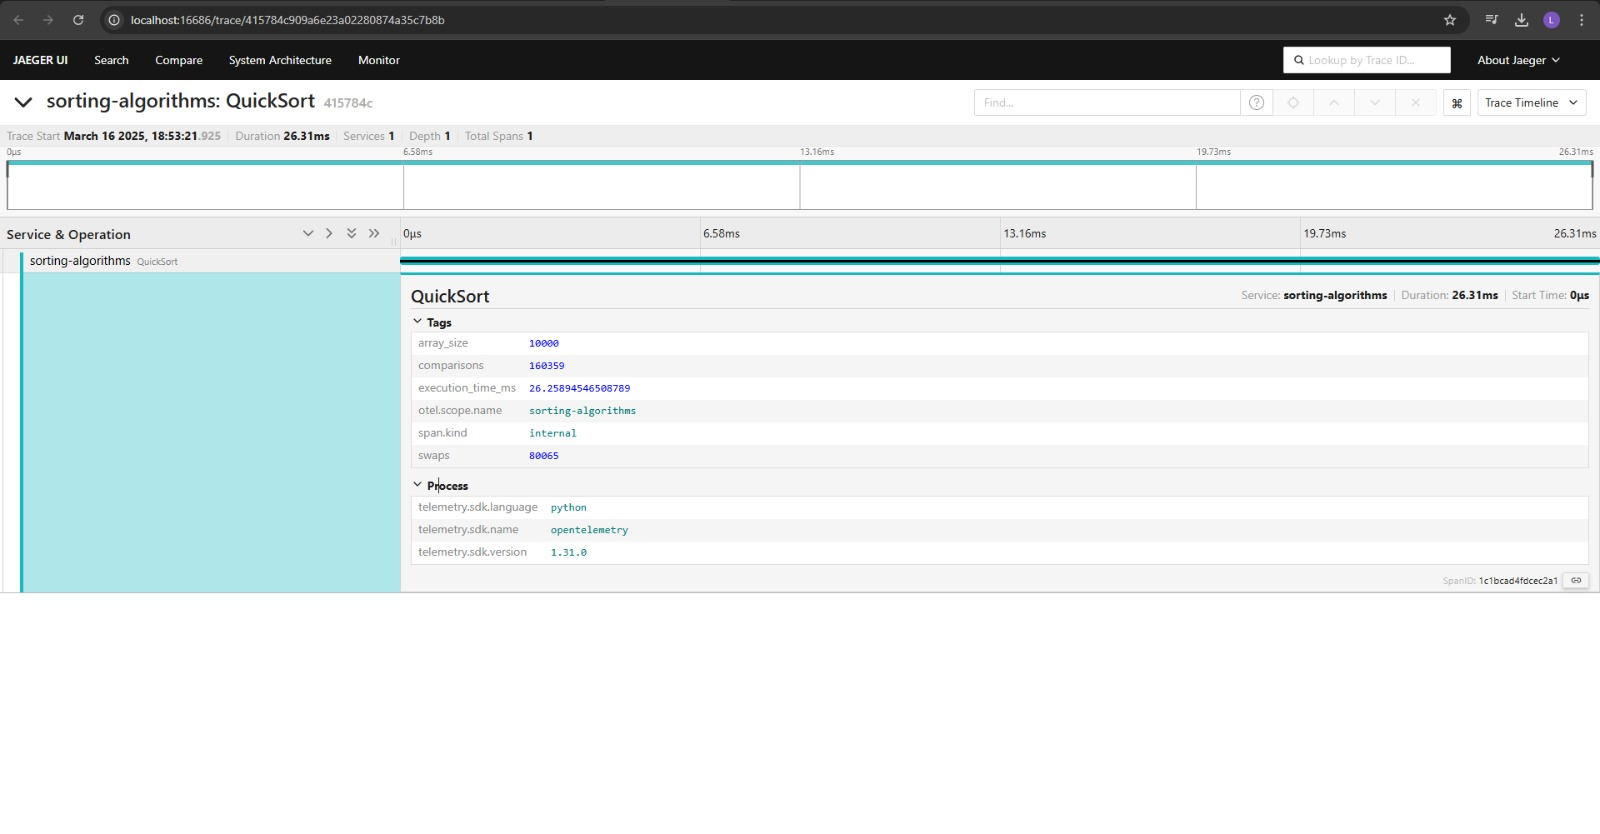 localhost:16686/trace/415784c909a6e23a02280874a35c7b8b
L
JAEGER UI Search Compare System Architecture Monitor Lookup by Trace ID... About Jaeger
sorting-algorithms: QuickSort 415784c Find... Trace Timeline
Trace Start March 16 2025, 18:53:21.925 Duration 26.31ms Services 1 Depth 1 Total Spans 1
0μs 6.58ms 13.16ms 19.73ms 26.31ms
Service & Operation 0μs 6.58ms 13.16ms 19.73ms 26.31ms
sorting-algorithms QuickSort
QuickSort Service: sorting-algorithms Duration: 26.31ms Start Time: 0μs
Tags
array_size 10000
comparisons 160359
execution_time_ms 26.25894546508789
otel.scope.name sorting-algorithms
span.kind internal
swaps 80065
Process
telemetry.sdk.language python
telemetry.sdk.name opentelemetry
telemetry.sdk.version 1.31.0
SpanID: 1c1bcad4fdcec2a1